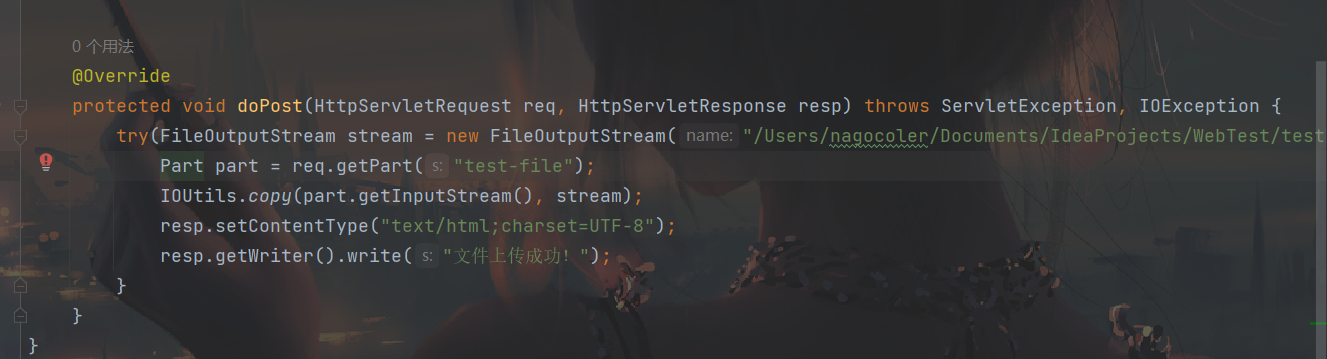 0 个用法
@Override
protected void doPost(HttpServletRequest req, HttpServletResponse resp) throws ServletException, IOException {
try(FileOutputStream stream = new FileOutputStream( name: "/Users/nagocoler/Documents/IdeaProjects/WebTest/test
Part part = req.getPart( s: "test-file");
IOUtils.copy(part.getInputStream(), stream);
resp.setContentType("text/html;charset=UTF-8");
resp.getWriter().write( s: "文件上传成功！");
}
}
}